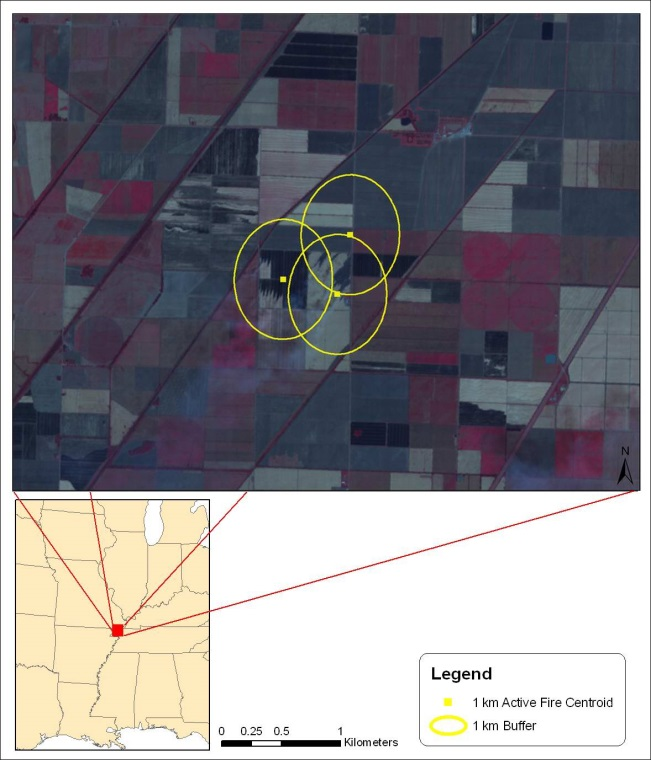 N
Legend
1 km Active Fire Centroid
1 km Buffer
0 0.25 0.5 1
Kilometers